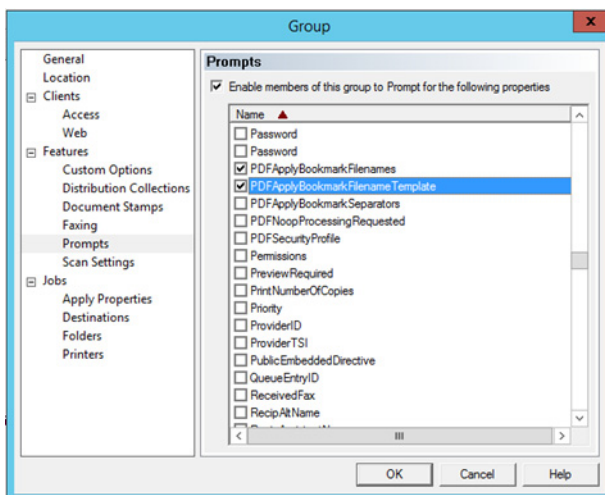 Group
x
General
Location
Clients
Access
Web
Features
Custom Options
Distribution Collections
Document Stamps
Faxing
Prompts
Scan Settings
Jobs
Apply Properties
Destinations
Folders
Printers
Prompts
Enable members of this group to Prompt for the following properties
Name
Password
Password
PDFApplyBookmarkFilenames
PDFApplyBookmarkFilenameTemplate
PDFApplyBookmarkSeparators
PDFNoopProcessingRequested
PDFSecurityProfile
Permissions
PreviewRequired
PrintNumberOfCopies
Priority
ProviderID
ProviderTSI
PublicEmbeddedDirective
QueueEntryID
ReceivedFax
RecipAltName
OK Cancel Help